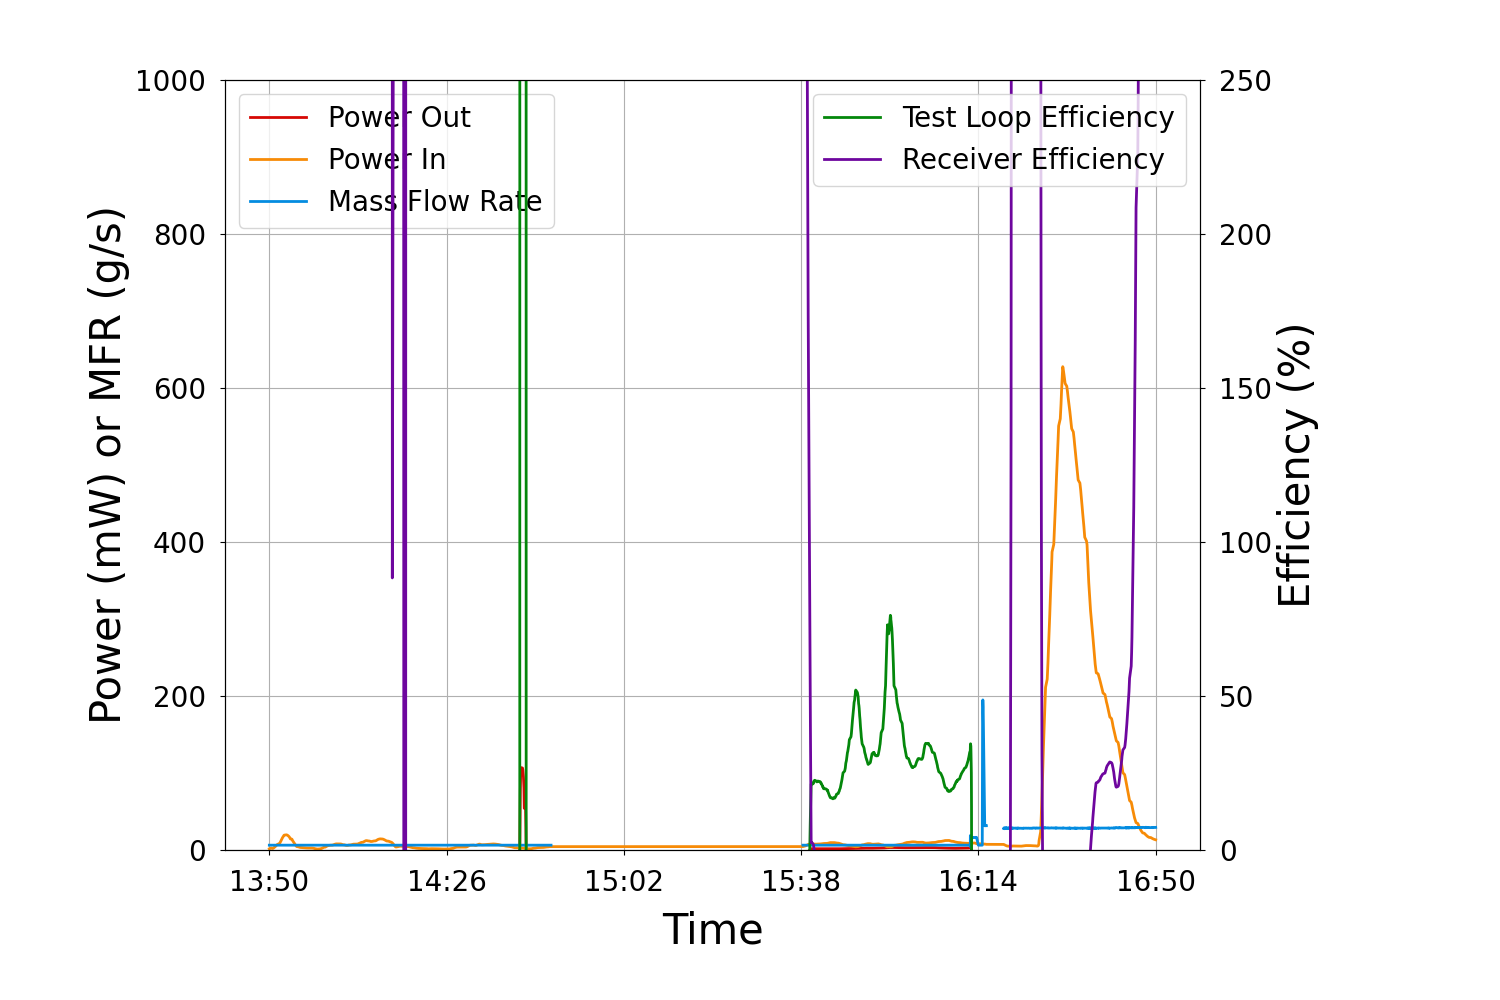 1000
800
600
400
200
0
Power (mW) or MFR (g/s)
Power Out
Power In
Mass Flow Rate
Test Loop Efficiency
Receiver Efficiency
250
200
150
100
50
0
Efficiency (%)
13:50 14:26 15:02 15:38 16:14 16:50
Time